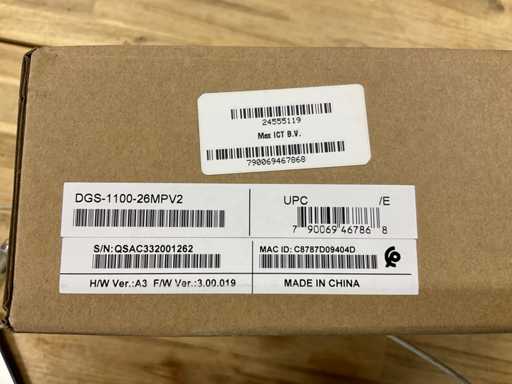 24555119
Max ICT B.V.
790069467868
DGS-1100-26MPV2
UPC /E
7 90069 46786 8
S/N: QSAC332001262
MAC ID: C8787D09404D
H/W Ver.:A3 F/W Ver.:3.00.019
MADE IN CHINA